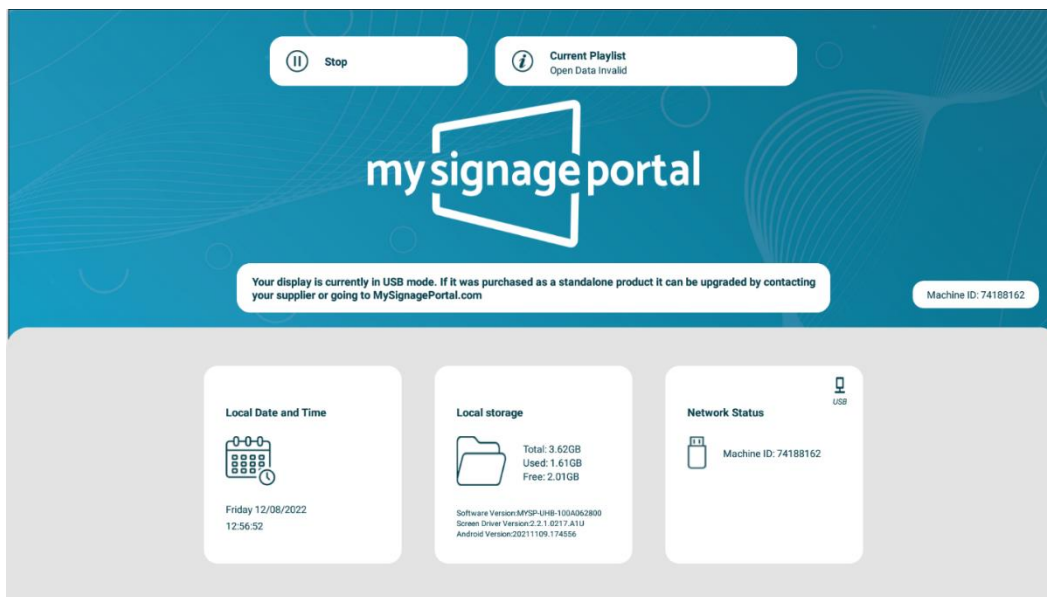 Stop
Current Playlist
Open Data Invalid
my signage portal
Your display is currently in USB mode. If it was purchased as a standalone product it can be upgraded by contacting
your supplier or going to MySignagePortal.com
Machine ID: 74188162
Local Date and Time
Friday 12/08/2022
12:56:52
Local storage
Total: 3.62GB
Used: 1.61GB
Free: 2.01GB
Software Version:MYSP-UHB-100A062800
Screen Driver Version:2.2.1.0217.A1U
Android Version:20211109.174556
USB
Network Status
Machine ID: 74188162